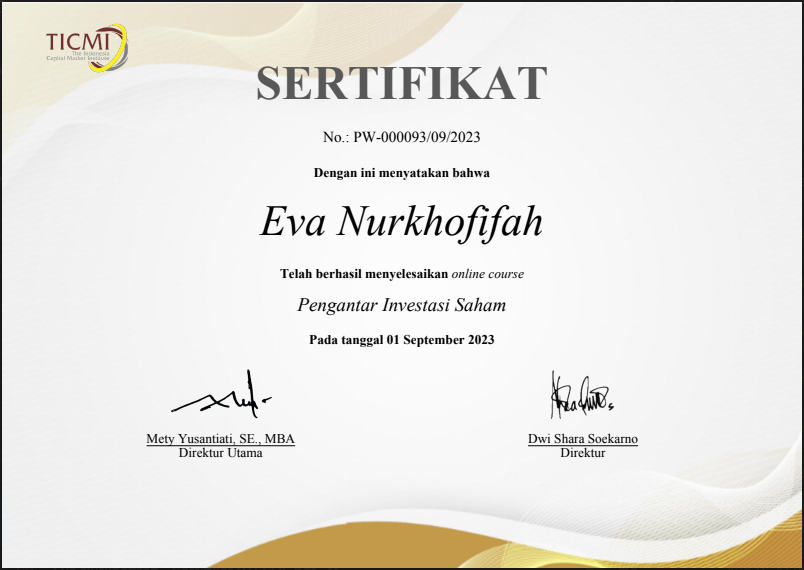 TICMI
The Indonesia
Capital Market Institute
SERTIFIKAT
No.: PW-000093/09/2023
Dengan ini menyatakan bahwa
Eva Nurkhofifah
Telah berhasil menyelesaikan online course
Pengantar Investasi Saham
Pada tanggal 01 September 2023
Mety Yusantiati, SE., MBA
Direktur Utama
Dwi Shara Soekarno
Direktur